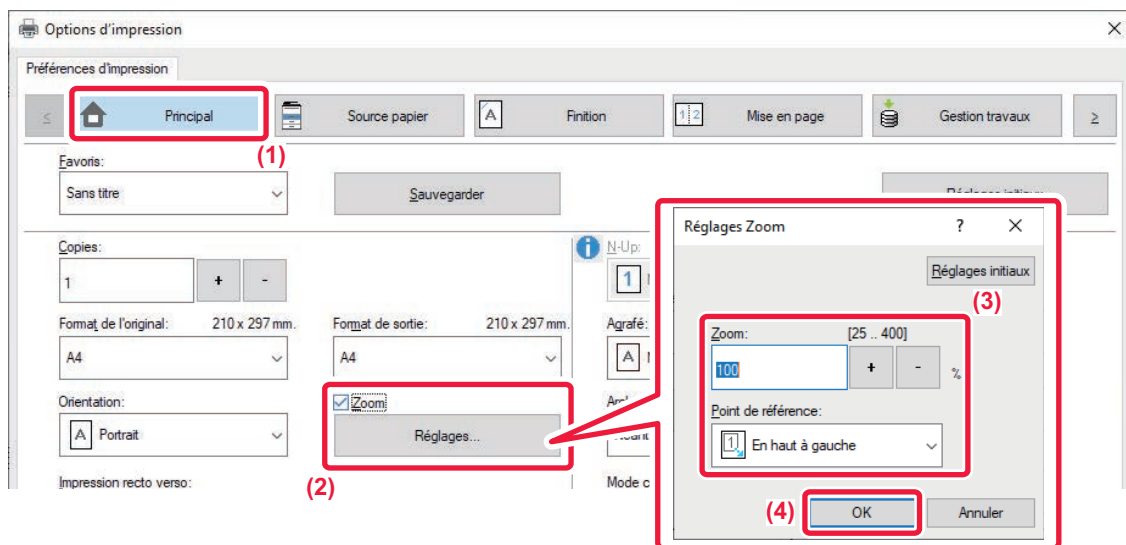 Options d'impression
Préférences d'impression
Principal
Source papier
Finition
Mise en page
Gestion travaux
(1)
Favoris:
Sans titre
Sauvegarder
Copies:
1
+
-
N-Up:
1
Format de l'original: 210 x 297 mm.
A4
Format de sortie: 210 x 297 mm.
A4
Agrafé:
A
Orientation:
A Portrait
Zoom
Réglages...
(2)
Impression recto verso:
Mode c
Réglages Zoom
?
Réglages initiaux
(3)
Zoom: [25 .. 400]
100
+
-
%
Point de référence:
1 En haut à gauche
(4)
OK
Annuler